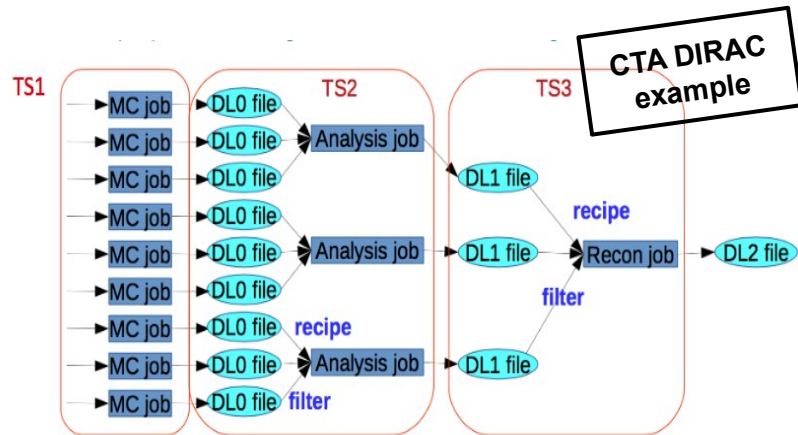 CTA DIRAC
example
TS1
TS2
TS3
MC job
DL0 file
MC job
DL0 file
Analysis job
MC job
DL0 file
DL1 file
MC job
DL0 file
recipe
MC job
DL0 file
Analysis job
DL1 file
Recon job
DL2 file
MC job
DL0 file
filter
MC job
DL0 file
recipe
MC job
DL0 file
Analysis job
DL1 file
MC job
DL0 file
filter